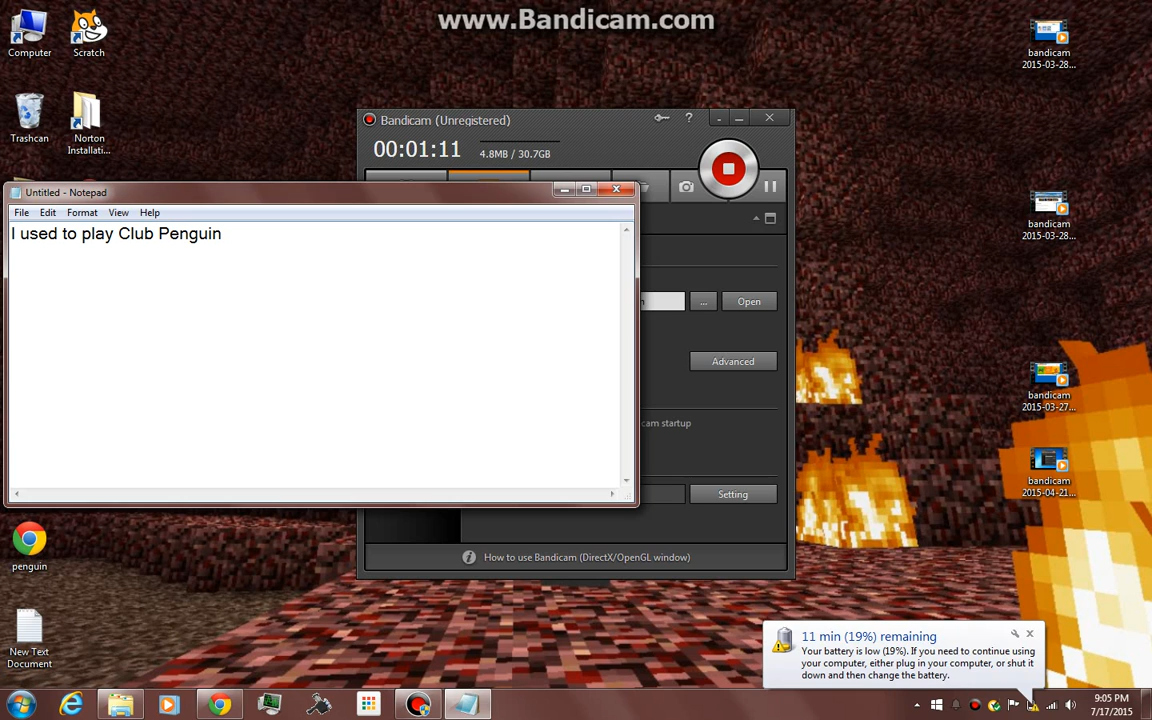 www.Bandicam.com
Computer
Scratch
bandicam
2015-03-28...
Trashcan
Norton
Installati...
Bandicam (Unregistered)
?
00:01:11
4.8MB / 30.7GB
Untitled - Notepad
File Edit Format View Help
I used to play Club Penguin
bandicam
2015-03-28...
... Open
Advanced
bandicam
2015-03-27...
cam startup
bandicam
2015-04-21...
Setting
How to use Bandicam (DirectX/OpenGL window)
penguin
New Text
Document
11 min (19%) remaining
Your battery is low (19%). If you need to continue using
your computer, either plug in your computer, or shut it
down and then change the battery.
9:05 PM
7/17/2015